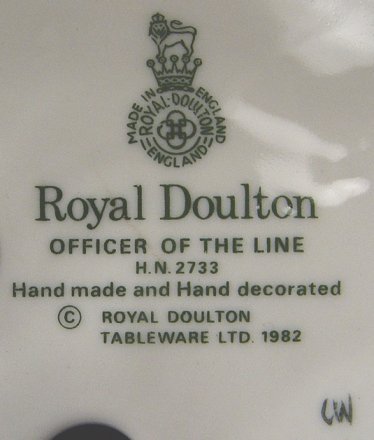 MADE IN ENGLAND
ROYAL·DOULTON
ENGLAND
Royal Doulton
OFFICER OF THE LINE
H.N. 2733
Hand made and Hand decorated
© ROYAL DOULTON
TABLEWARE LTD. 1982